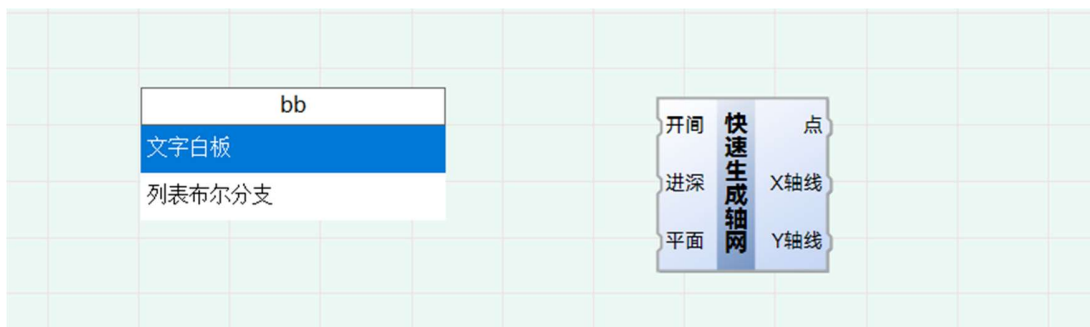 bb
文字白板
列表布尔分支
开间
进深
平面
快速生成轴网
点
X轴线
Y轴线